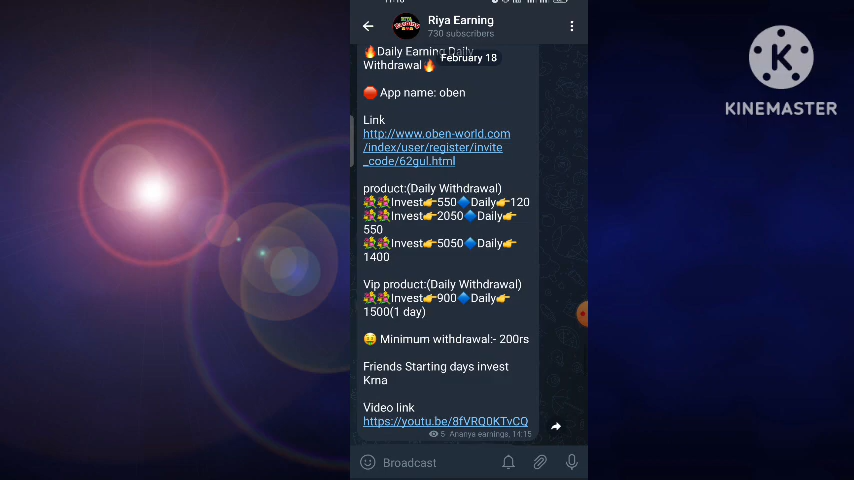 Riya Earning
730 subscribers
🔥Daily Earning Daily
Withdrawal🔥
February 18
🛑 App name: oben
Link
http://www.oben-world.com
/index/user/register/invite
_code/62gul.html
product:(Daily Withdrawal)
💐💐Invest👉550🔷Daily👉120
💐💐Invest👉2050🔷Daily👉
550
💐💐Invest👉5050🔷Daily👉
1400
Vip product:(Daily Withdrawal)
💐💐Invest👉900🔷Daily👉
1500(1 day)
🤑 Minimum withdrawal:- 200rs
Friends Starting days invest
Krna
Video link
https://youtu.be/8fVRQ0KTvCQ
5 Ananya earnings, 14:15
Broadcast
K
KINEMASTER